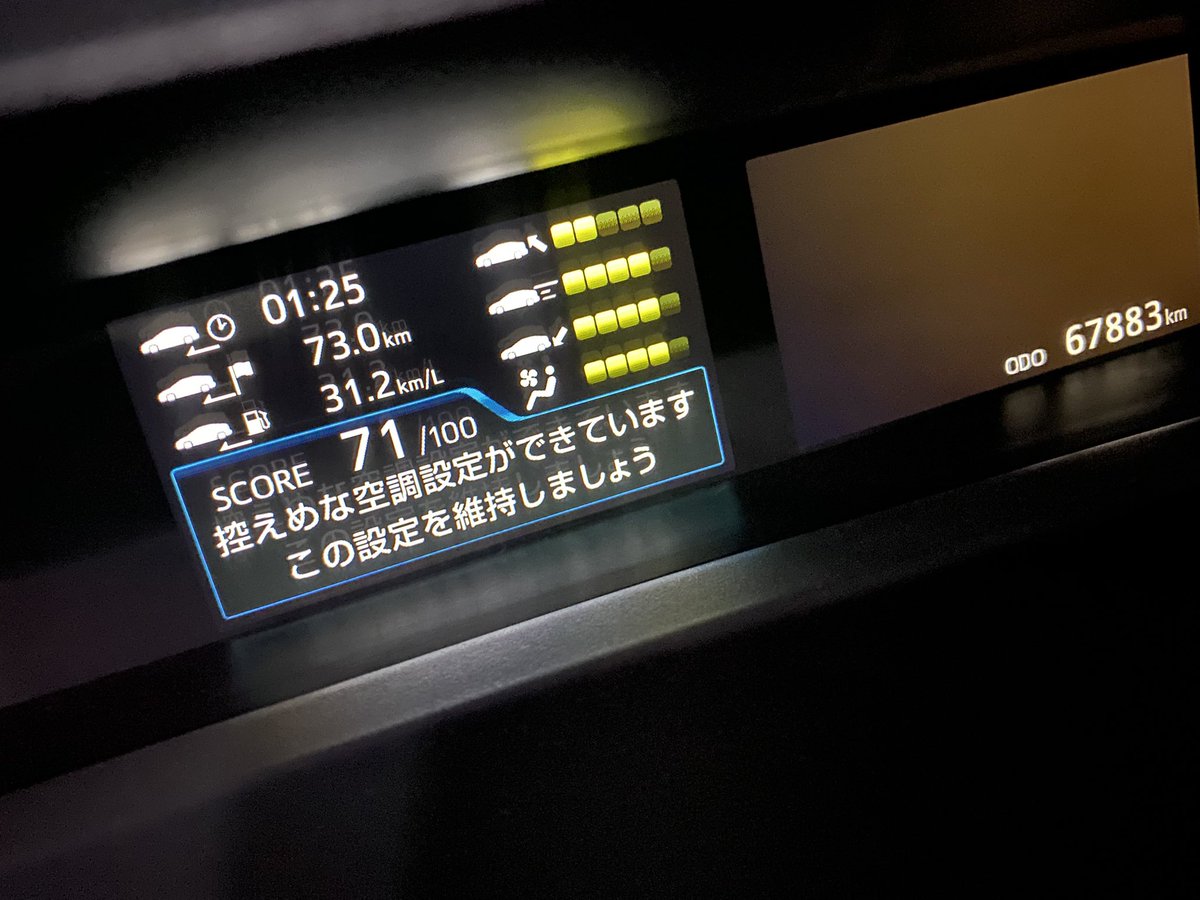 01:25
73.0km
31.2km/L
SCORE 71/100
控えめな空調設定ができています
この設定を維持しましょう
ODO 67883km